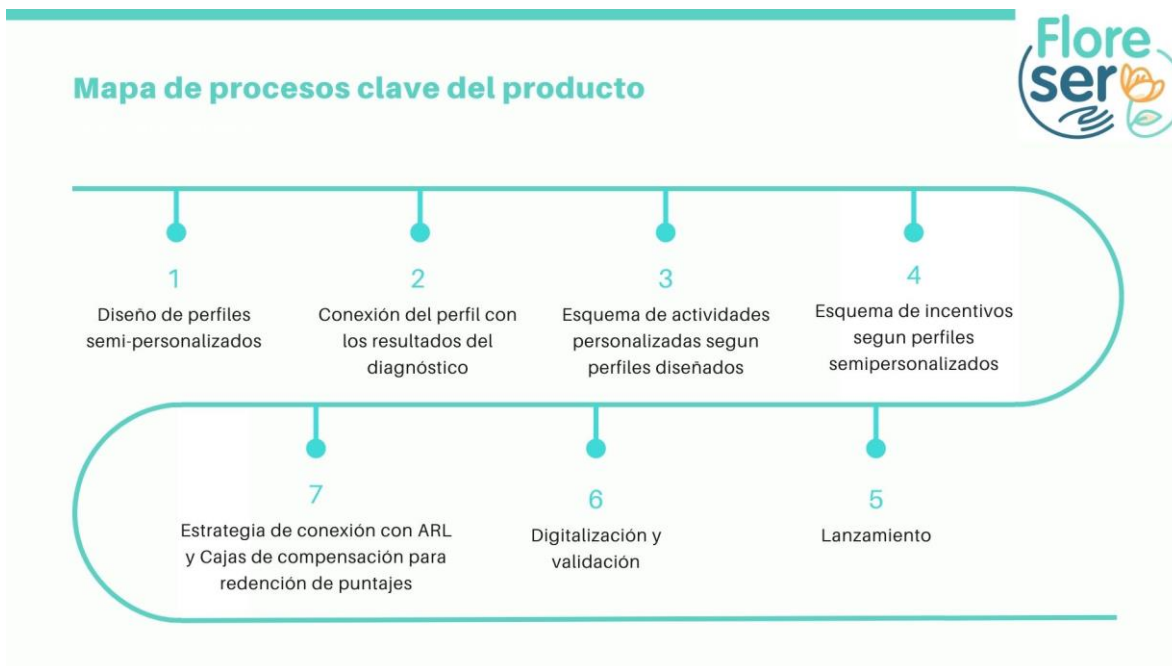 Flore
ser
Mapa de procesos clave del producto
1
Diseño de perfiles
semi-personalizados
2
Conexión del perfil con
los resultados del
diagnóstico
3
Esquema de actividades
personalizadas segun
perfiles diseñados
4
Esquema de incentivos
segun perfiles
semipersonalizados
5
Lanzamiento
6
Digitalización y
validación
7
Estrategia de conexión con ARL
y Cajas de compensación para
redención de puntajes